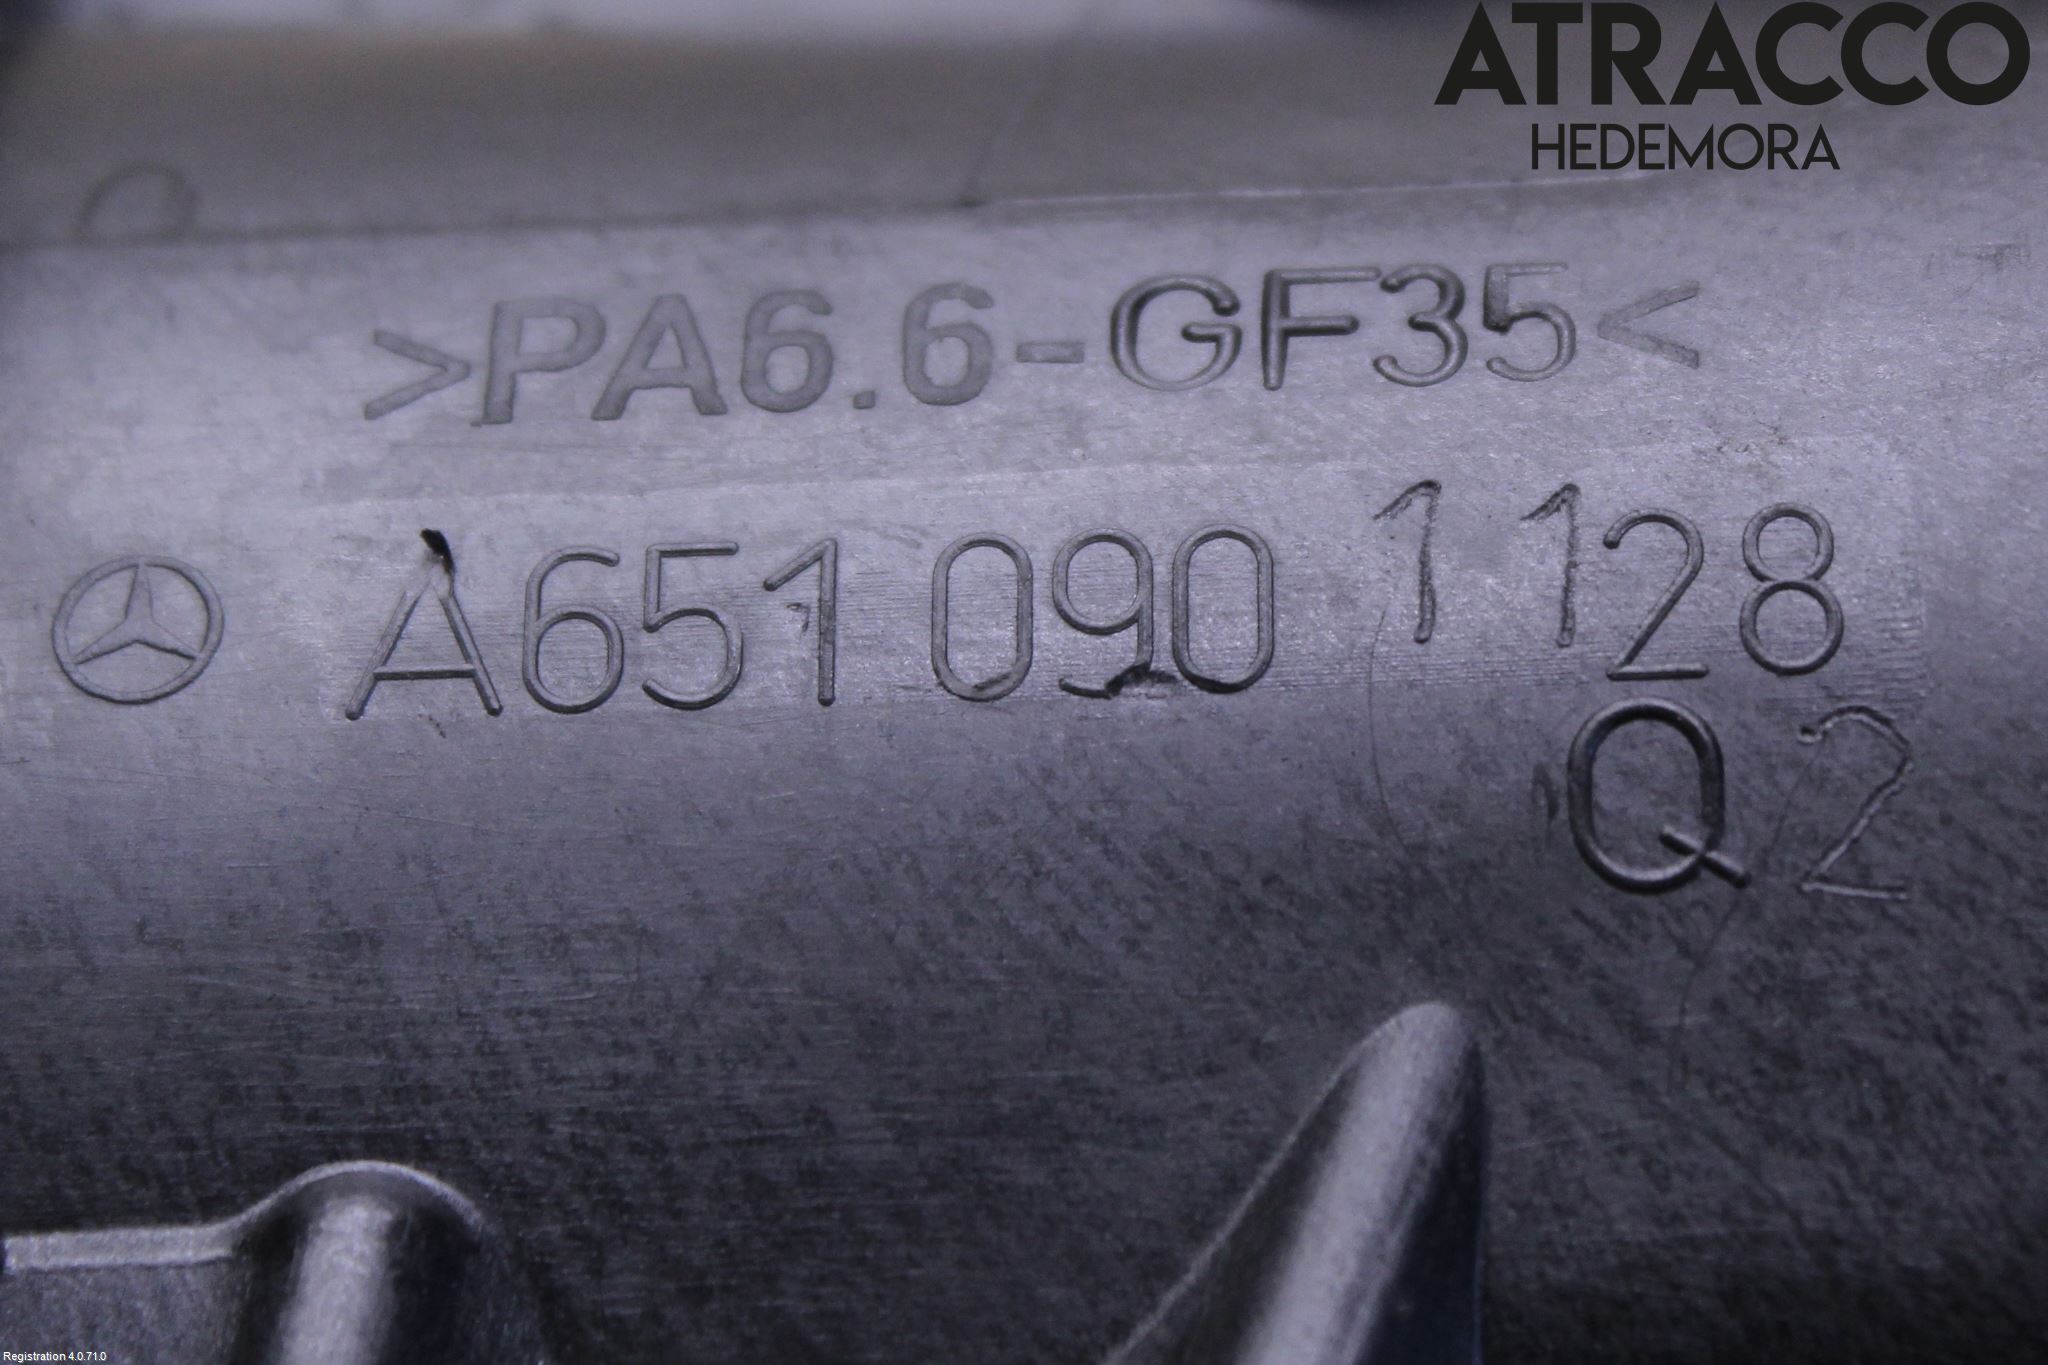 ATRACCO
HEDEMORA
>PA6.6-GF35<
A651 090 1128
Q2
Registration 4.0.71.0